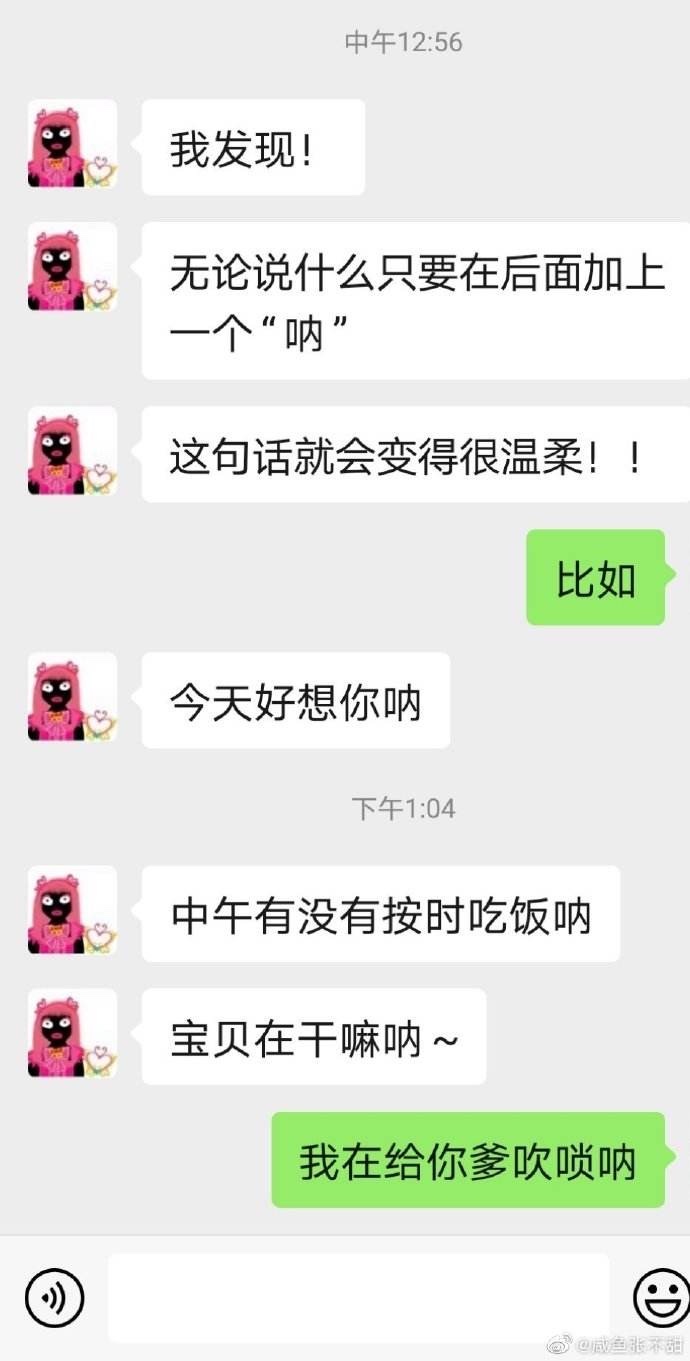 中午12:56
我发现！
无论说什么只要在后面加上
一个“呐”
这句话就会变得很温柔！！
比如
今天好想你呐
下午1:04
中午有没有按时吃饭呐
宝贝在干嘛呐～
我在给你爹吹唢呐
@咸鱼张不甜